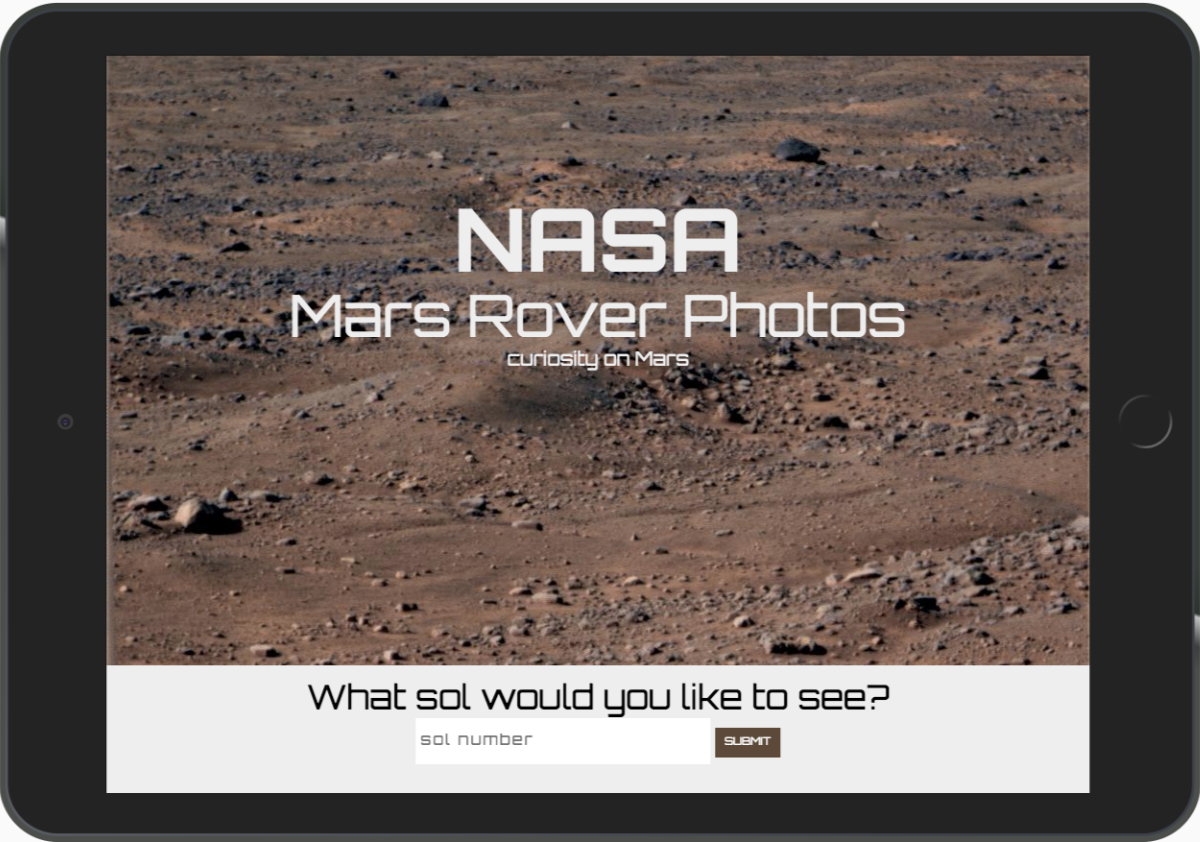 NASA
Mars Rover Photos
curiosity on Mars
What sol would you like to see?
sol number
SUBMIT